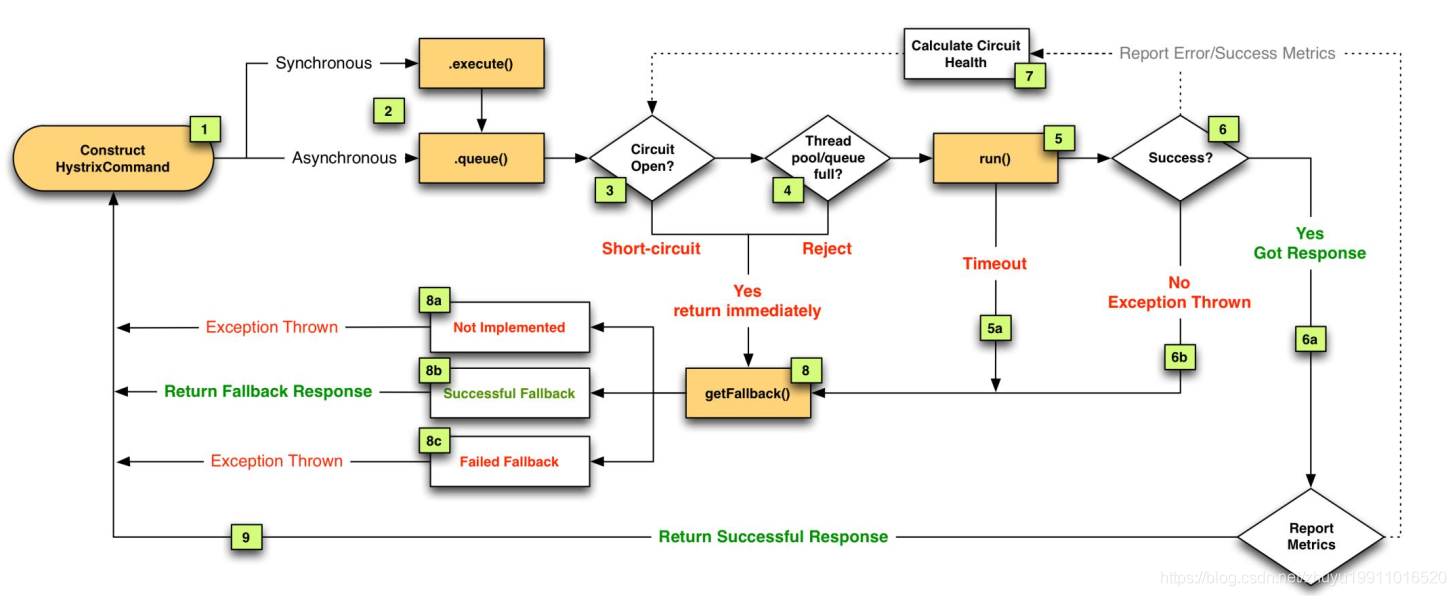 Calculate Circuit
Health
7
Report Error/Success Metrics
Synchronous
.execute()
2
1
Construct
HystrixCommand
Asynchronous
.queue()
Circuit
Open?
3
Thread
pool/queue
full?
4
run()
5
Success?
6
Short-circuit
Reject
Yes
return immediately
Timeout
5a
No
Exception Thrown
6b
Yes
Got Response
6a
Exception Thrown
8a
Not Implemented
Return Fallback Response
8b
Successful Fallback
getFallback()
8
Exception Thrown
8c
Failed Fallback
9
Return Successful Response
Report
Metrics
https://blog.csdn.net/zhuyu19911016520